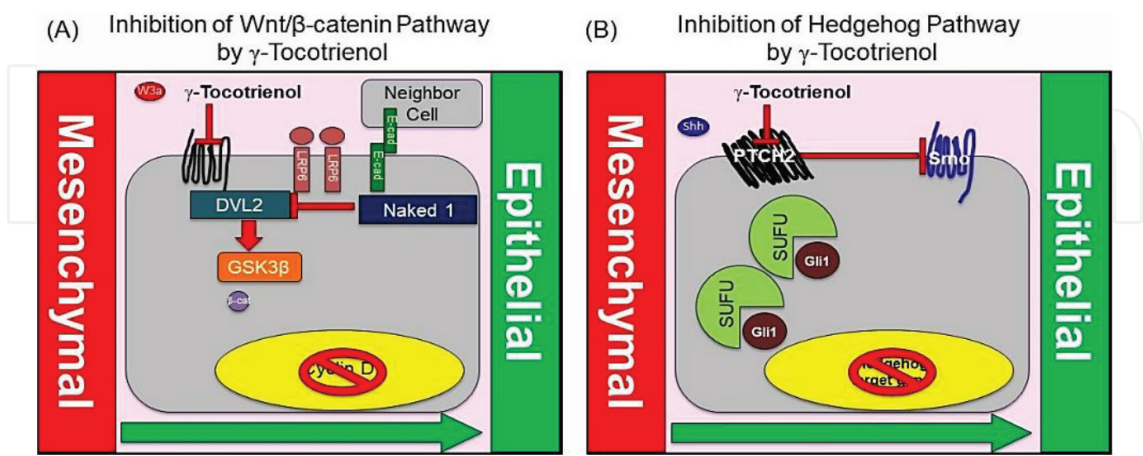 (A) Inhibition of Wnt/β-catenin Pathway
by γ-Tocotrienol
Mesenchymal
W3a
γ-Tocotrienol
Neighbor
Cell
E-cad
E-cad
LRP6
LRP6
DVL2
Naked 1
GSK3β
β-cat
Cyclin D
Epithelial
(B) Inhibition of Hedgehog Pathway
by γ-Tocotrienol
Mesenchymal
γ-Tocotrienol
Shh
PTCH2
Smo
SUFU
Gli1
SUFU
Gli1
Epithelial